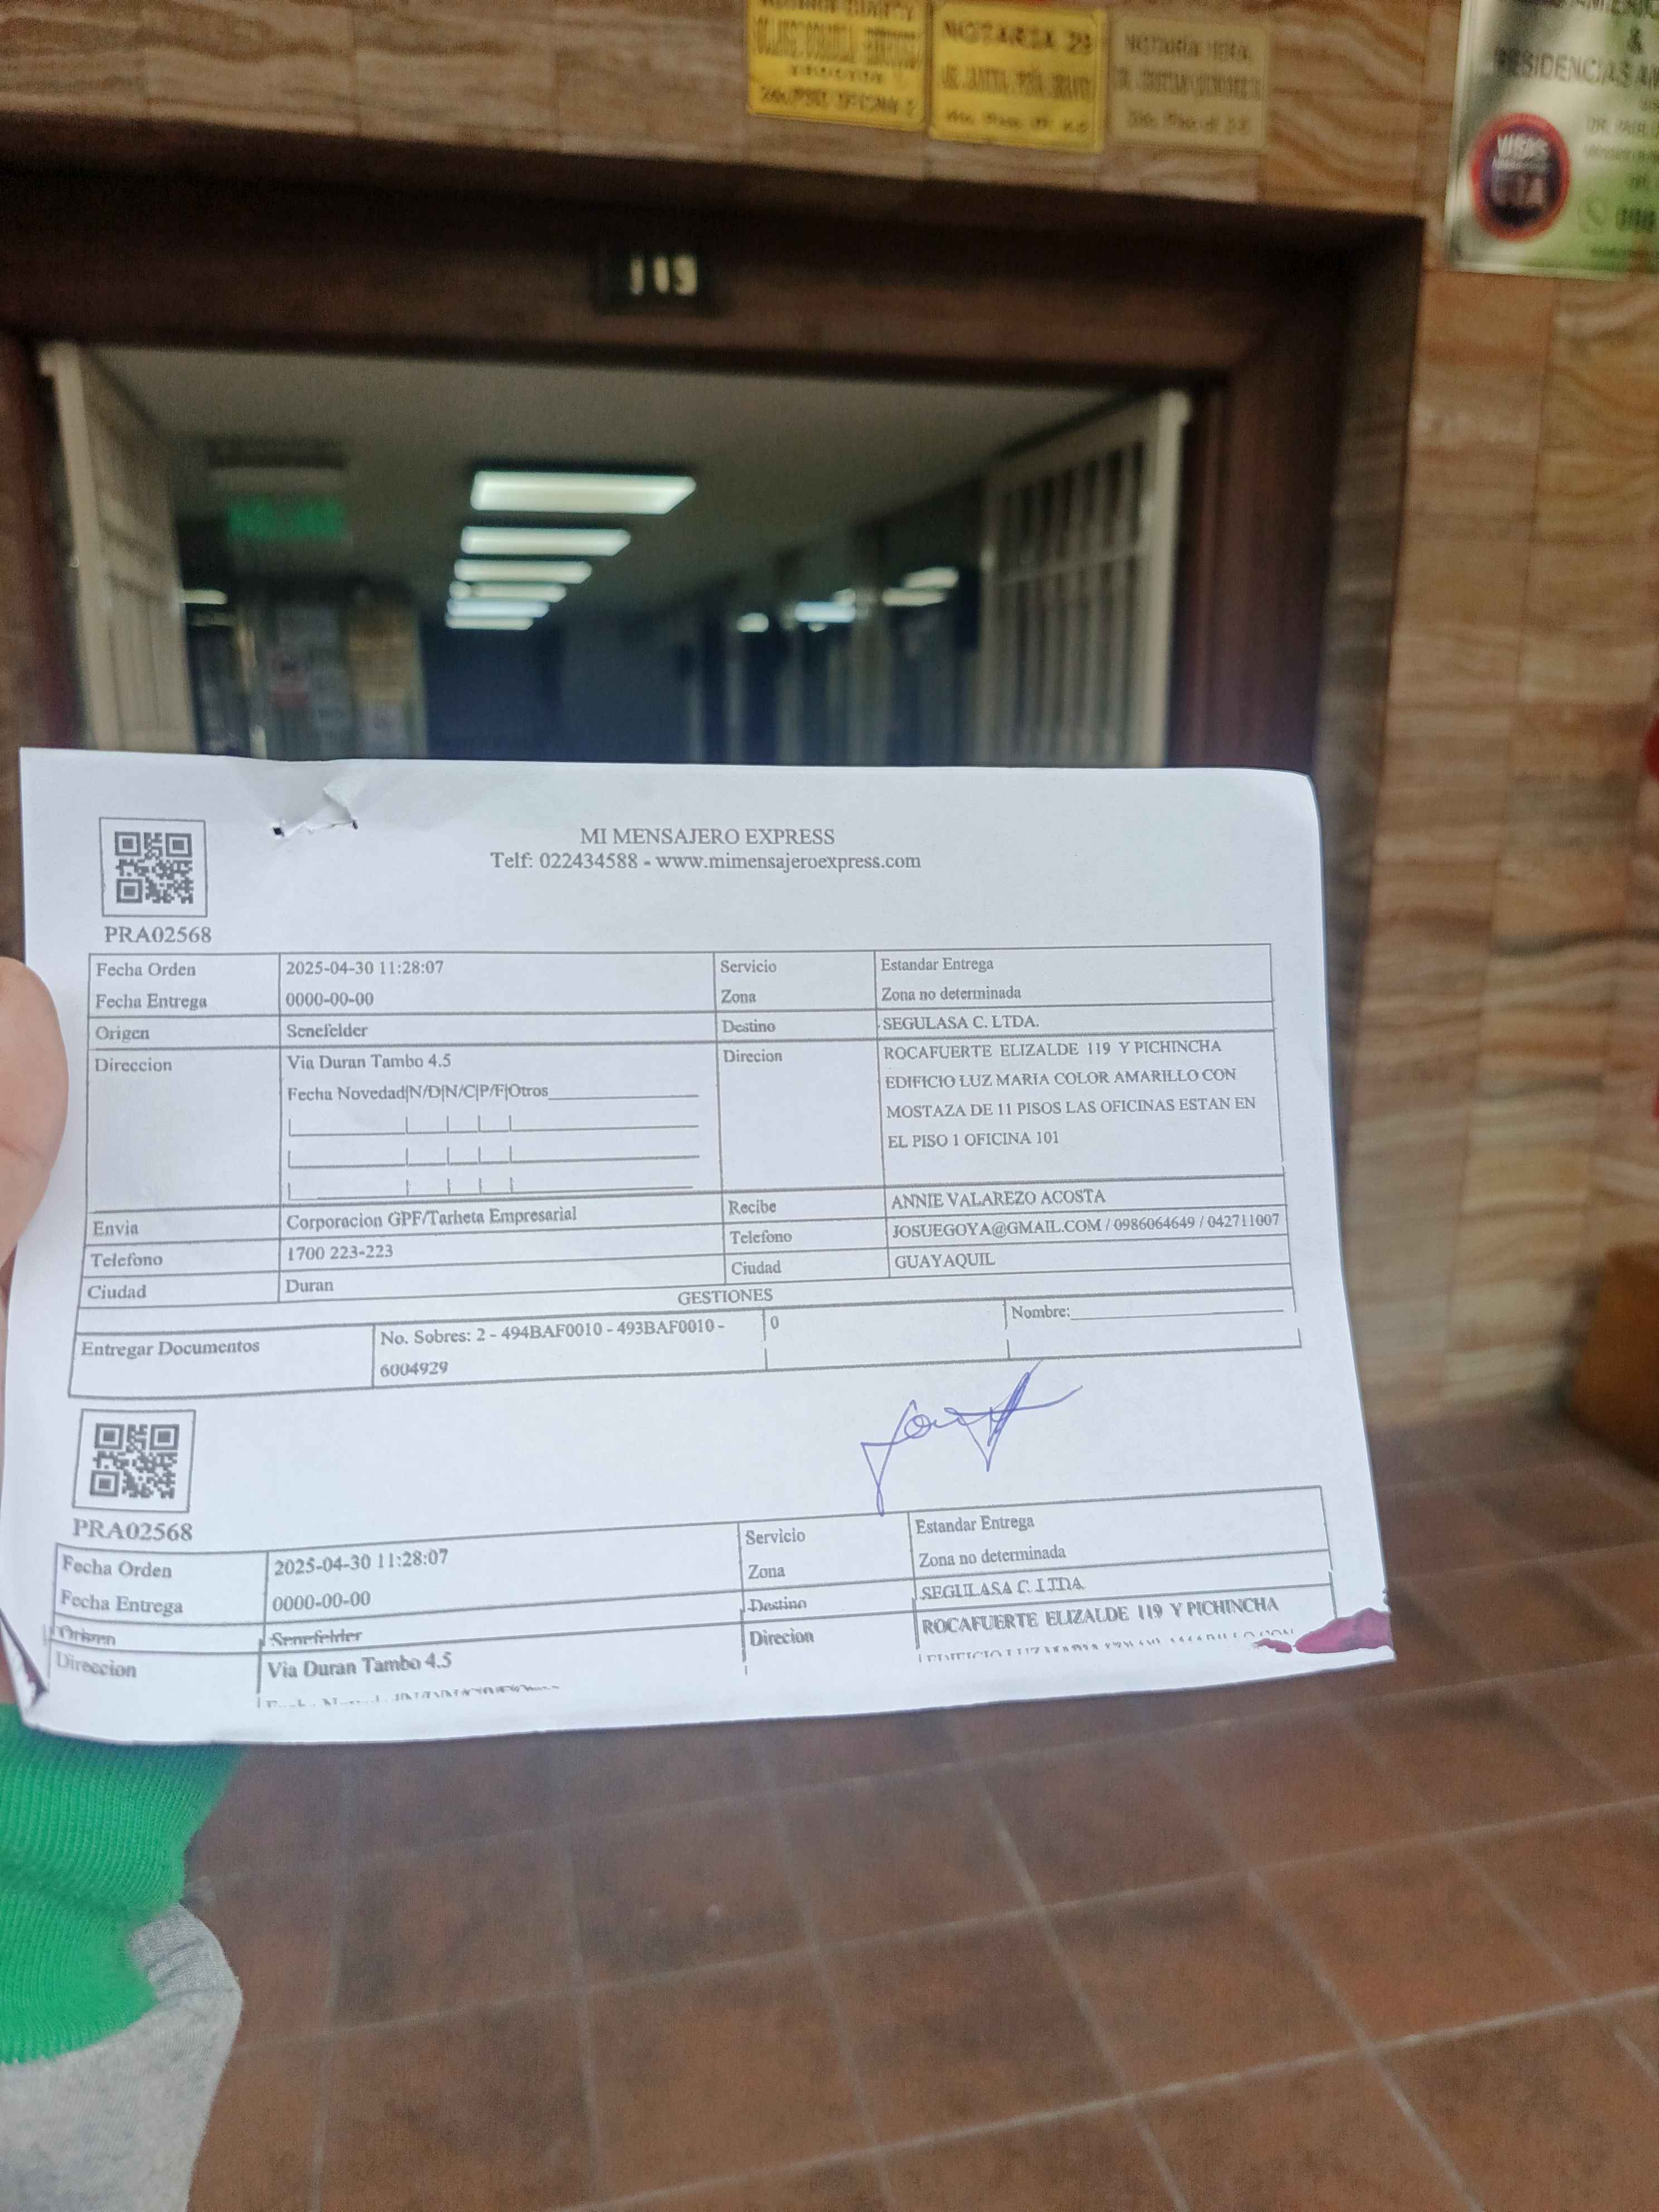 NOTARIA 29
119
MI MENSAJERO EXPRESS
Telf: 022434588 - www.mimensajeroexpress.com
PRA02568
Fecha Orden 2025-04-30 11:28:07 Servicio Estandar Entrega
Fecha Entrega 0000-00-00 Zona Zona no determinada
Origen Senefelder Destino SEGULASA C. LTDA.
Direccion Via Duran Tambo 4.5 Direcion ROCAFUERTE ELIZALDE 119 Y PICHINCHA
Fecha Novedad|N/D|N/C|P/F|Otros EDIFICIO LUZ MARIA COLOR AMARILLO CON
MOSTAZA DE 11 PISOS LAS OFICINAS ESTAN EN
EL PISO 1 OFICINA 101
Envia Corporacion GPF/Tarheta Empresarial Recibe ANNIE VALAREZO ACOSTA
Telefono 1700 223-223 Telefono JOSUEGOYA@GMAIL.COM / 0986064649 / 042711007
Ciudad Duran Ciudad GUAYAQUIL
GESTIONES
Entregar Documentos No. Sobres: 2 - 494BAF0010 - 493BAF0010 - 0 Nombre:
6004929
PRA02568
Fecha Orden 2025-04-30 11:28:07 Servicio Estandar Entrega
Fecha Entrega 0000-00-00 Zona Zona no determinada
Origen Senefelder Destino SEGULASA C. LTDA.
Direccion Via Duran Tambo 4.5 Direcion ROCAFUERTE ELIZALDE 119 Y PICHINCHA